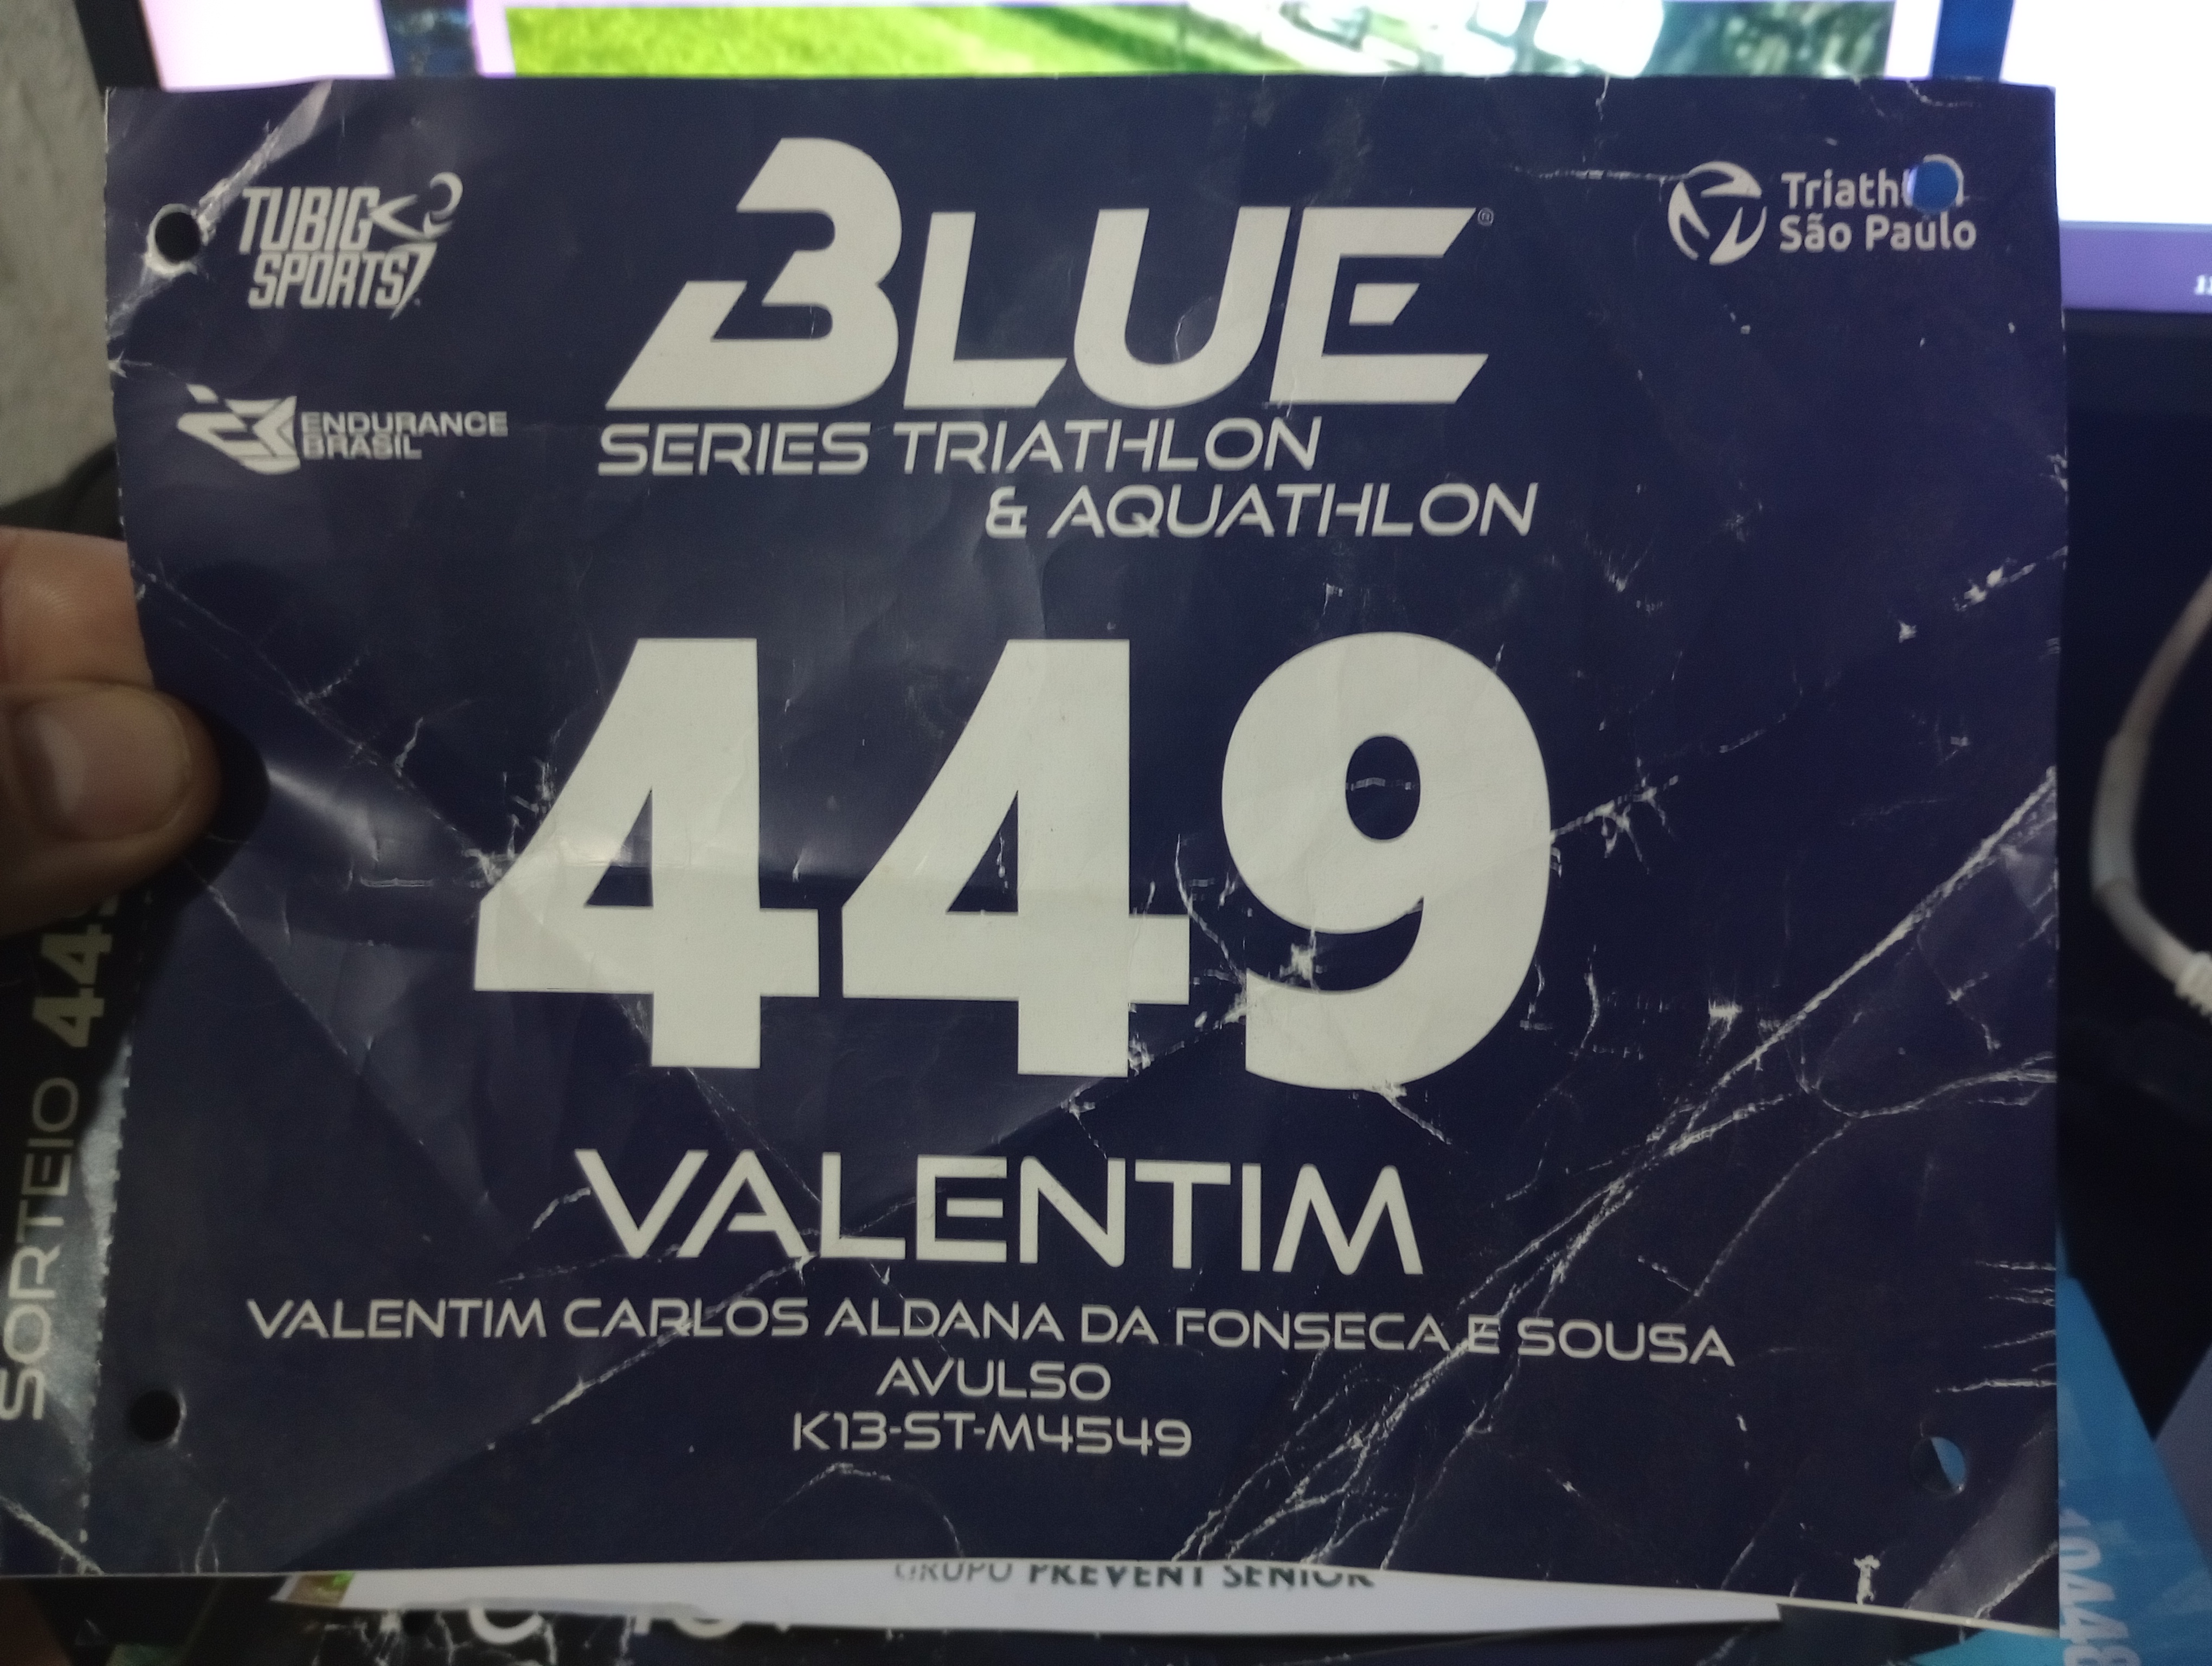 TUBIG
SPORTS
BLUE®
Triathlon
São Paulo
ENDURANCE
BRASIL
SERIES TRIATHLON
& AQUATHLON
449
VALENTIM
VALENTIM CARLOS ALDANA DA FONSECA E SOUSA
AVULSO
K13-ST-M4549
SORTEIO 44
GRUPO PREVENT SENIOR